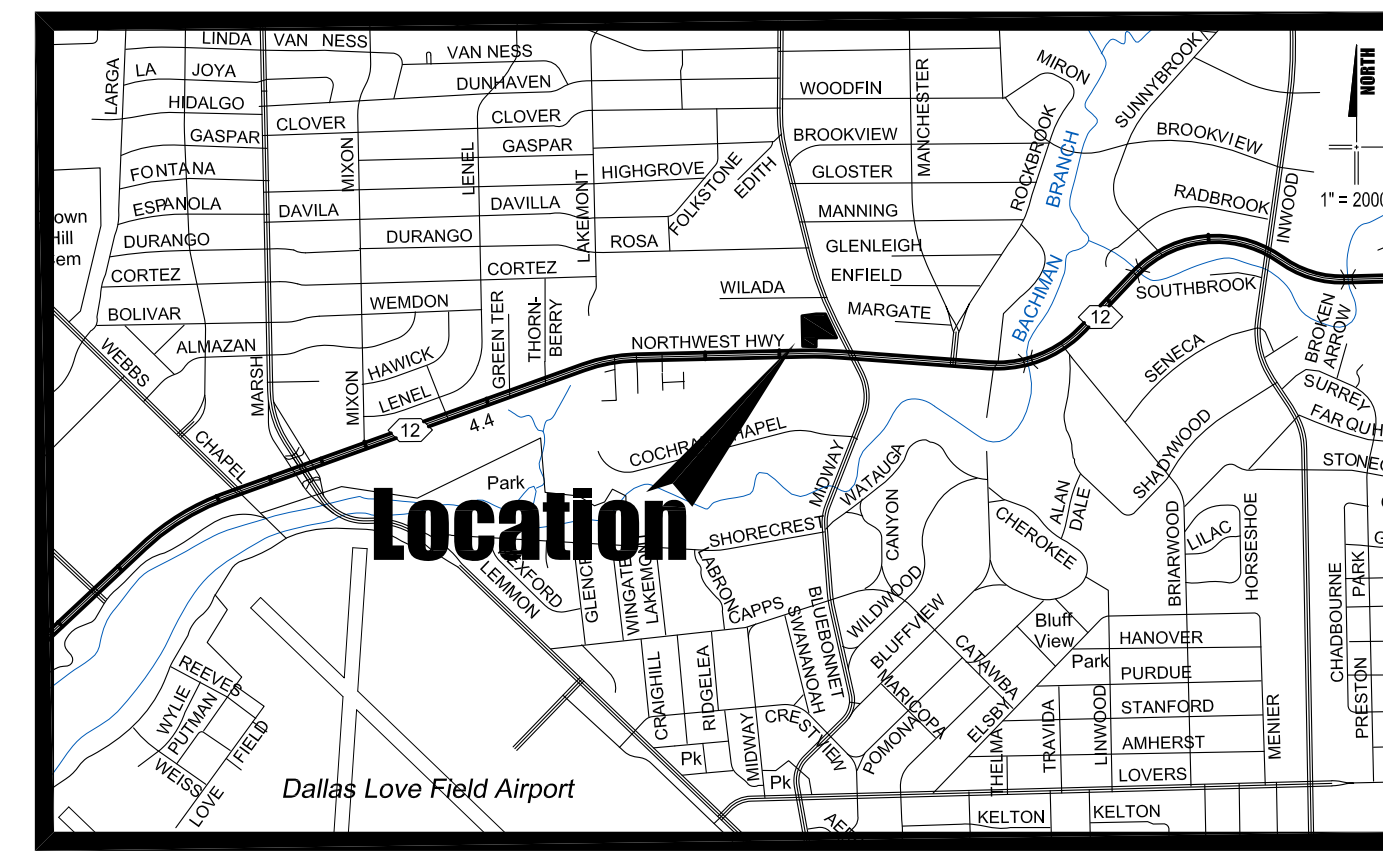 LINDA
VAN NESS
VAN NESS
LARGA
LA JOYA
DUNHAVEN
HIDALGO
CLOVER
CLOVER
GASPAR
GASPAR
MIXON
LENEL
LAKEMONT
FONTANA
HIGHGROVE
ESPANOLA
DAVILA
DAVILLA
FOLKSTONE
EDITH
DURANGO
DURANGO
ROSA
CORTEZ
CORTEZ
BOLIVAR
WEMDON
WILADA
WOODFIN
MANCHESTER
BROOKVIEW
GLOSTER
MANNING
GLENLEIGH
ENFIELD
MARGATE
MIRON
ROCKBROOK
BACHMAN BRANCH
SUNNYBROOK
BROOKVIEW
RADBROOK
INWOOD
NORTH
1" = 2000
SOUTHBROOK
12
BROKEN
ARROW
SENECA
SURREY
SHADYWOOD
WEBBS
CHAPEL
ALMAZAN
MARSH
MIXON
HAWICK
LENEL
GREEN TER
THORN-
BERRY
NORTHWEST HWY
12
4.4
COCHRAN CHAPEL
MIDWAY
WATAUGA
Park
Location
SHORECREST
CANYON
CHEROKEE
ALAN
DALE
BRIARWOOD
LILAC
HORSESHOE
LEMMON
WINGATE
LABRON
CAPPS
SWANANOAH
BLUEBONNET
WILDWOOD
BLUFFVIEW
CATAWBA
Bluff
View
Park
HANOVER
PURDUE
STANFORD
AMHERST
LOVERS
CHADBOURNE
PARK
PRESTON
MENIER
CRAIGHILL
RIDGELEA
MIDWAY
CRESTVIEW
MARICOPA
POMONA
ELSBY
THELMA
TRAVIDA
LINWOOD
Pk
Pk
KELTON
KELTON
REEVES
WYLIE
PUTMAN
WEISS
LOVE FIELD
Dallas Love Field Airport